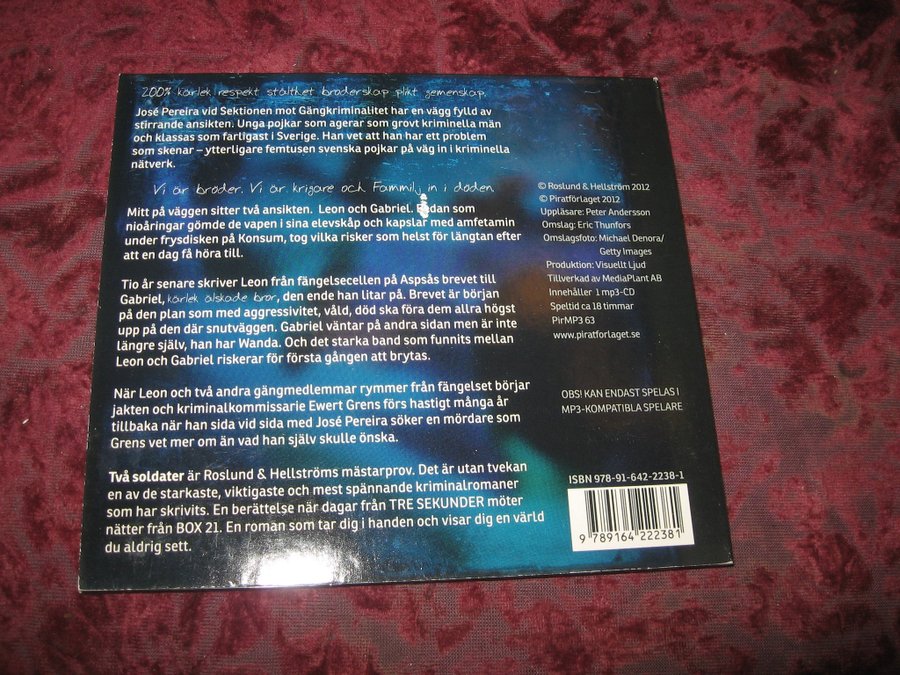 200% kärlek respekt stolthet broderskap plikt gemenskap.
José Pereira vid Sektionen mot Gängkriminalitet har en vägg fylld av
stirrande ansikten. Unga pojkar som agerar som grovt kriminella män
och klassas som farligast i Sverige. Han vet att han har ett problem
som skenar – ytterligare femtusen svenska pojkar på väg in i kriminella
nätverk.
Vi är bröder. Vi är krigare och Fammilj in i döden.
Mitt på väggen sitter två ansikten. Leon och Gabriel. som
nioåringar gömde de vapen i sina elevskåp och kapslar med amfetamin
under frysdisken på Konsum, tog vilka risker som helst för längtan efter
att en dag få höra till.
Tio år senare skriver Leon från fängelsecellen på Aspsås brevet till
Gabriel, kärlek älskade bror, den ende han litar på. Brevet är början
på den plan som med aggressivitet, våld, död ska föra dem allra högst
upp på den där snutväggen. Gabriel väntar på andra sidan men är inte
längre själv, han har Wanda. Och det starka band som funnits mellan
Leon och Gabriel riskerar för första gången att brytas.
När Leon och två andra gängmedlemmar rymmer från fängelset börjar
jakten och kriminalkommissarie Ewert Grens förs hastigt många år
tillbaka när han sida vid sida med José Pereira söker en mördare som
Grens vet mer om än vad han själv skulle önska.
Två soldater är Roslund & Hellströms mästarprov. Det är utan tvekan
en av de starkaste, viktigaste och mest spännande kriminalromaner
som har skrivits. En berättelse när dagar från TRE SEKUNDER möter
nätter från BOX 21. En roman som tar dig i handen och visar dig en värld
du aldrig sett.
© Roslund & Hellström 2012
© Piratförlaget 2012
Uppläsare: Peter Andersson
Omslag: Eric Thunfors
Omslagsfoto: Michael Denora/
Getty Images
Produktion: Visuellt Ljud
Tillverkad av MediaPlant AB
Innehåller 1 mp3-CD
Speltid ca 18 timmar
PirMP3 63
www.piratforlaget.se
OBS! KAN ENDAST SPELAS I
MP3-KOMPATIBLA SPELARE
ISBN 978-91-642-2238-1
9 789164 222381